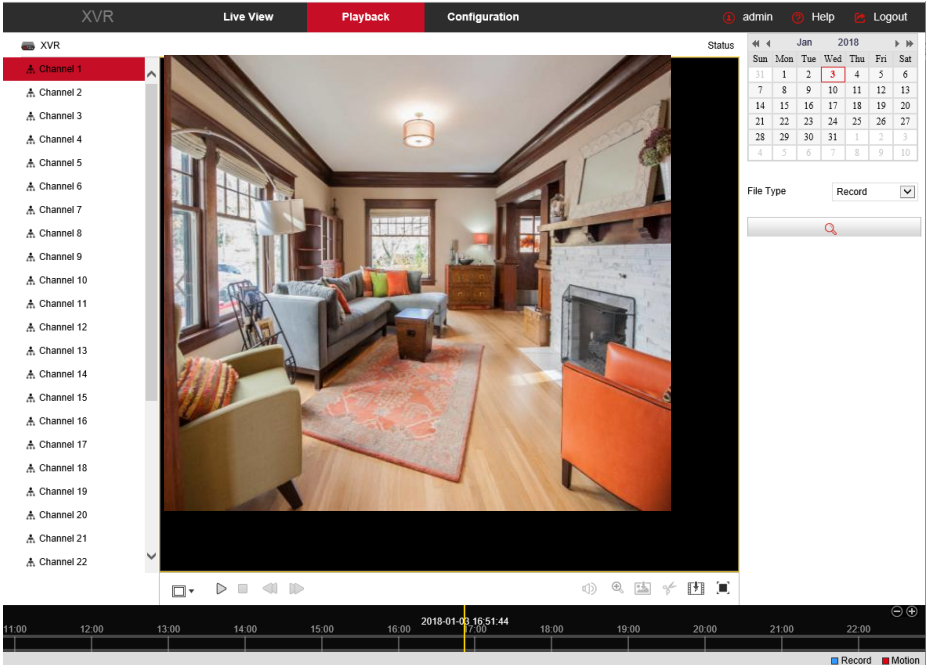 XVR Live View Playback Configuration admin Help Logout
XVR Status
Channel 1
Channel 2
Channel 3
Channel 4
Channel 5
Channel 6
Channel 7
Channel 8
Channel 9
Channel 10
Channel 11
Channel 12
Channel 13
Channel 14
Channel 15
Channel 16
Channel 17
Channel 18
Channel 19
Channel 20
Channel 21
Channel 22
Jan 2018
Sun Mon Tue Wed Thu Fri Sat
31 1 2 3 4 5 6
7 8 9 10 11 12 13
14 15 16 17 18 19 20
21 22 23 24 25 26 27
28 29 30 31 1 2 3
4 5 6 7 8 9 10
File Type Record
2018-01-03 16:51:44
11:00 12:00 13:00 14:00 15:00 16:00 17:00 18:00 19:00 20:00 21:00 22:00
Record Motion